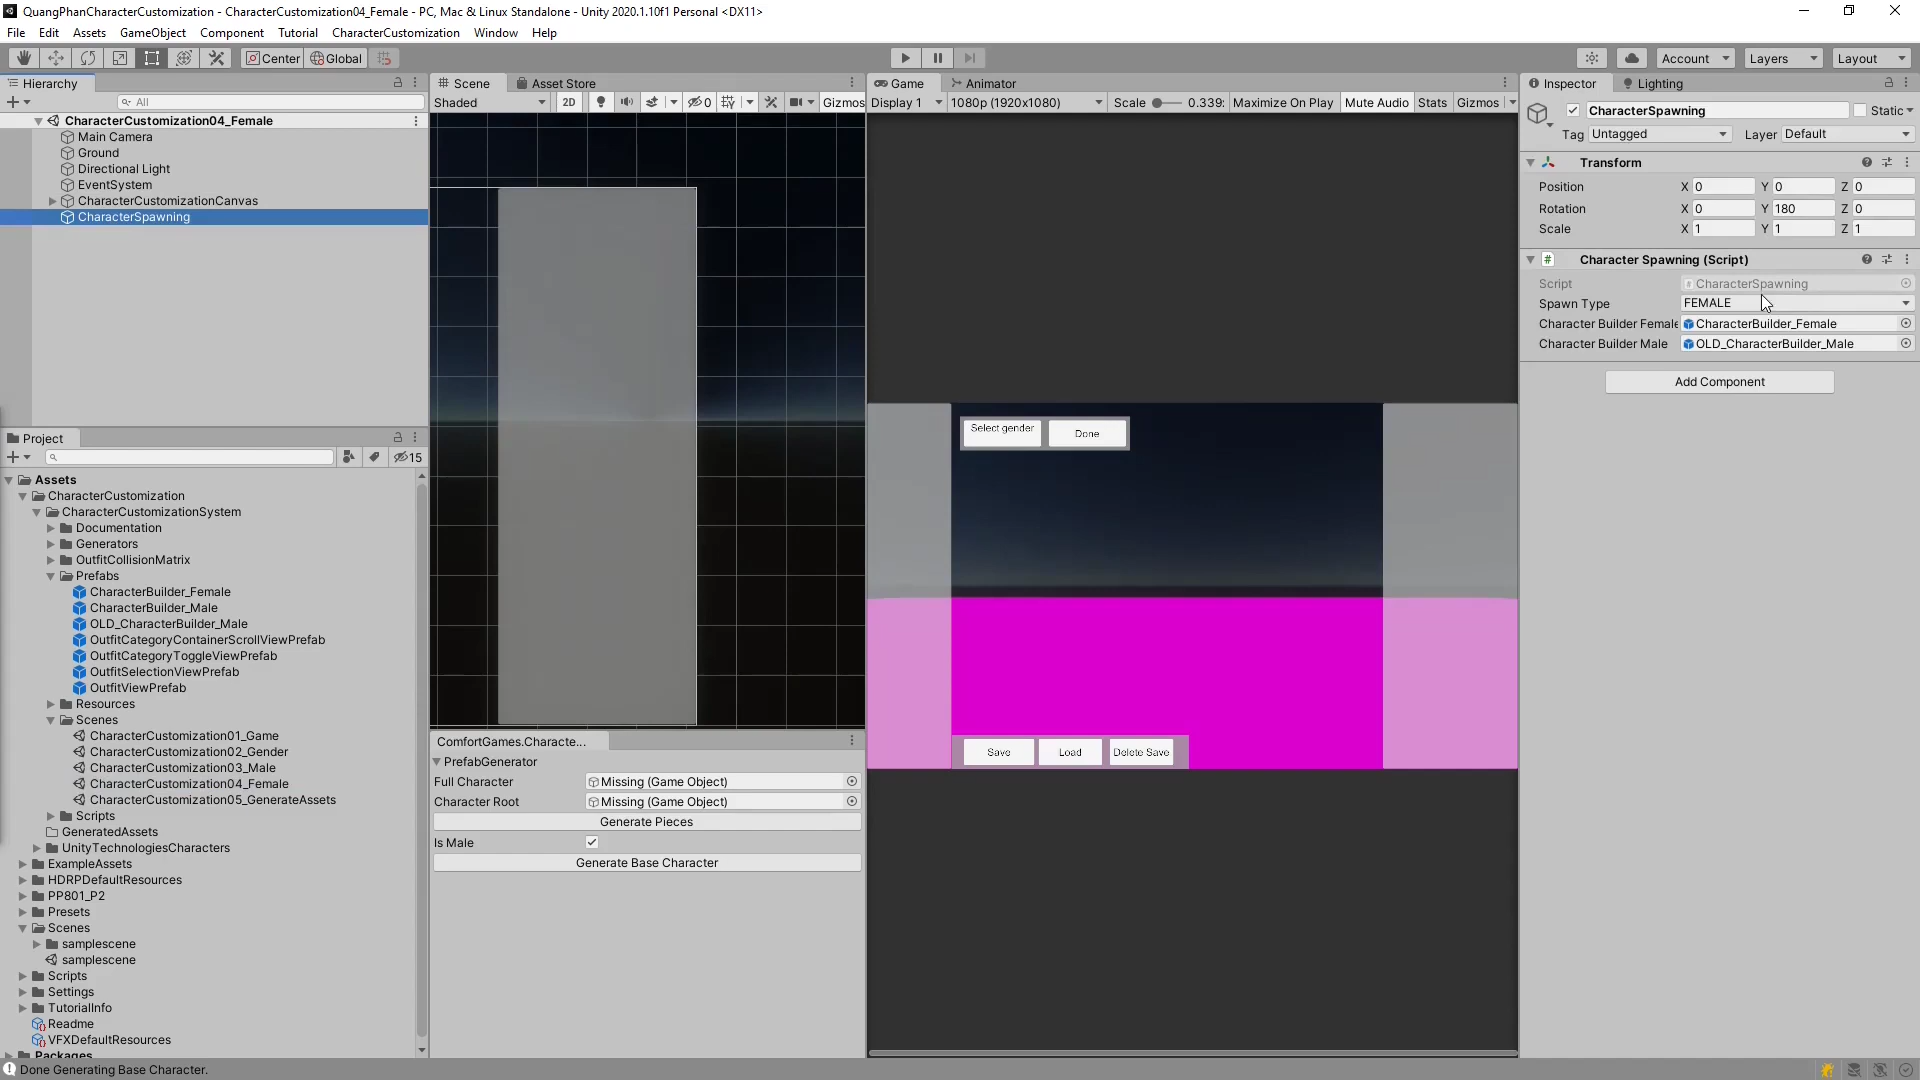 QuangPhanCharacterCustomization - CharacterCustomization04_Female - PC, Mac & Linux Standalone - Unity 2020.1.10f1 Personal <DX11>
File Edit Assets GameObject Component Tutorial CharacterCustomization Window Help
Center Global Account Layers Layout
Hierarchy
All
CharacterCustomization04_Female
Main Camera
Ground
Directional Light
EventSystem
CharacterCustomizationCanvas
CharacterSpawning
Project
15
Assets
CharacterCustomization
CharacterCustomizationSystem
Documentation
Generators
OutfitCollisionMatrix
Prefabs
CharacterBuilder_Female
CharacterBuilder_Male
OLD_CharacterBuilder_Male
OutfitCategoryContainerScrollViewPrefab
OutfitCategoryToggleViewPrefab
OutfitSelectionViewPrefab
OutfitViewPrefab
Resources
Scenes
CharacterCustomization01_Game
CharacterCustomization02_Gender
CharacterCustomization03_Male
CharacterCustomization04_Female
CharacterCustomization05_GenerateAssets
Scripts
GeneratedAssets
UnityTechnologiesCharacters
ExampleAssets
HDRPDefaultResources
PP801_P2
Presets
Scenes
samplescene
samplescene
Scripts
Settings
TutorialInfo
Readme
VFXDefaultResources
Packages
Done Generating Base Character.
Scene Asset Store
Shaded 2D 0 Gizmos
ComfortGames.Characte...
PrefabGenerator
Full Character Missing (Game Object)
Character Root Missing (Game Object)
Generate Pieces
Is Male
Generate Base Character
Game Animator
Display 1 1080p (1920x1080) Scale 0.339: Maximize On Play Mute Audio Stats Gizmos
Select gender Done
Save Load Delete Save
Inspector Lighting
CharacterSpawning Static
Tag Untagged Layer Default
Transform
Position X 0 Y 0 Z 0
Rotation X 0 Y 180 Z 0
Scale X 1 Y 1 Z 1
# Character Spawning (Script)
Script # CharacterSpawning
Spawn Type FEMALE
Character Builder Female CharacterBuilder_Female
Character Builder Male OLD_CharacterBuilder_Male
Add Component